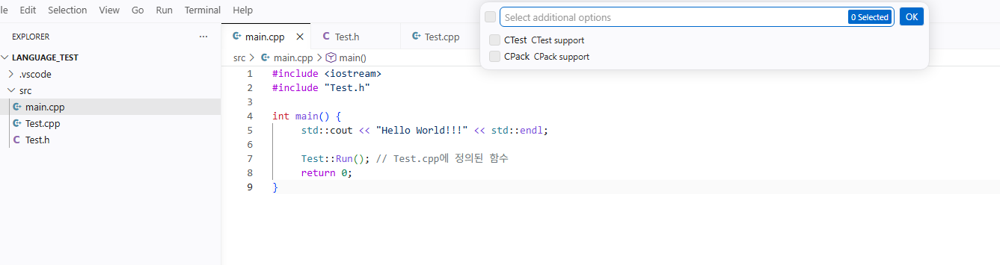 le Edit Selection View Go Run Terminal Help
Select additional options 0 Selected OK
CTest CTest support
CPack CPack support
EXPLORER ...
LANGUAGE_TEST
.vscode
src
main.cpp
Test.cpp
Test.h
main.cpp Test.h Test.cpp
src > main.cpp > main()
1 #include <iostream>
2 #include "Test.h"
3
4 int main() {
5 std::cout << "Hello World!!!" << std::endl;
6
7 Test::Run(); // Test.cpp에 정의된 함수
8 return 0;
9 }